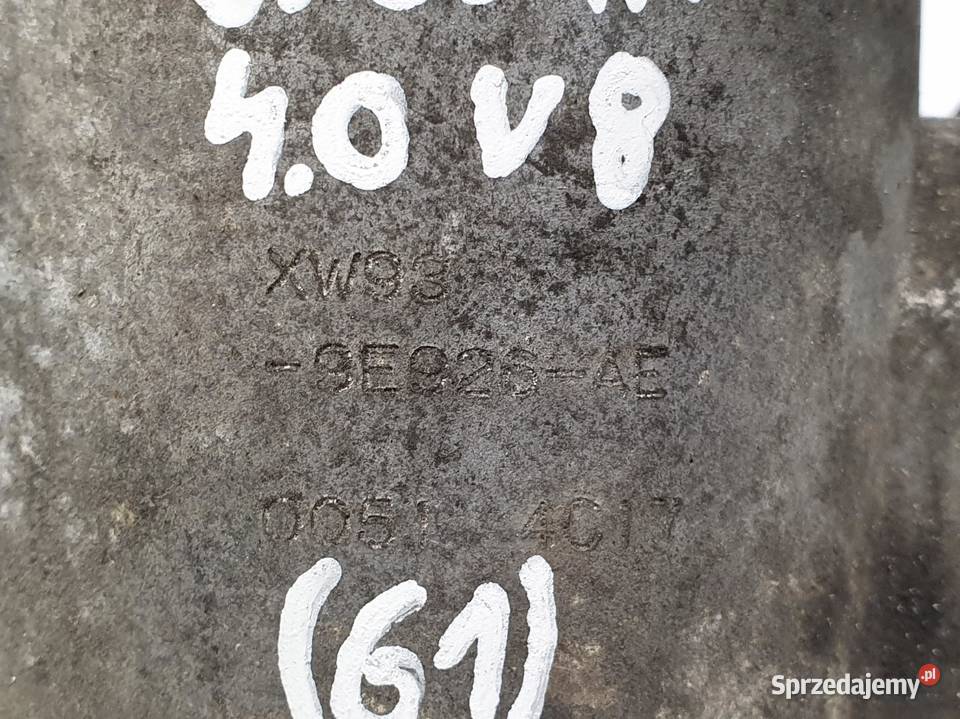 4.0 V8
XW93
-9E926-AE
0051 4C17
(61)
Sprzedajemy.pl